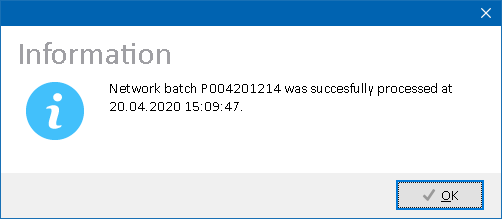 Information
Network batch P004201214 was succesfully processed at
20.04.2020 15:09:47.
OK